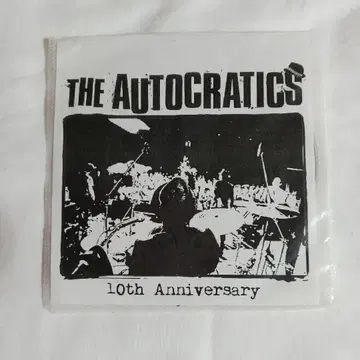 THE AUTOCRATICS
10th Anniversary